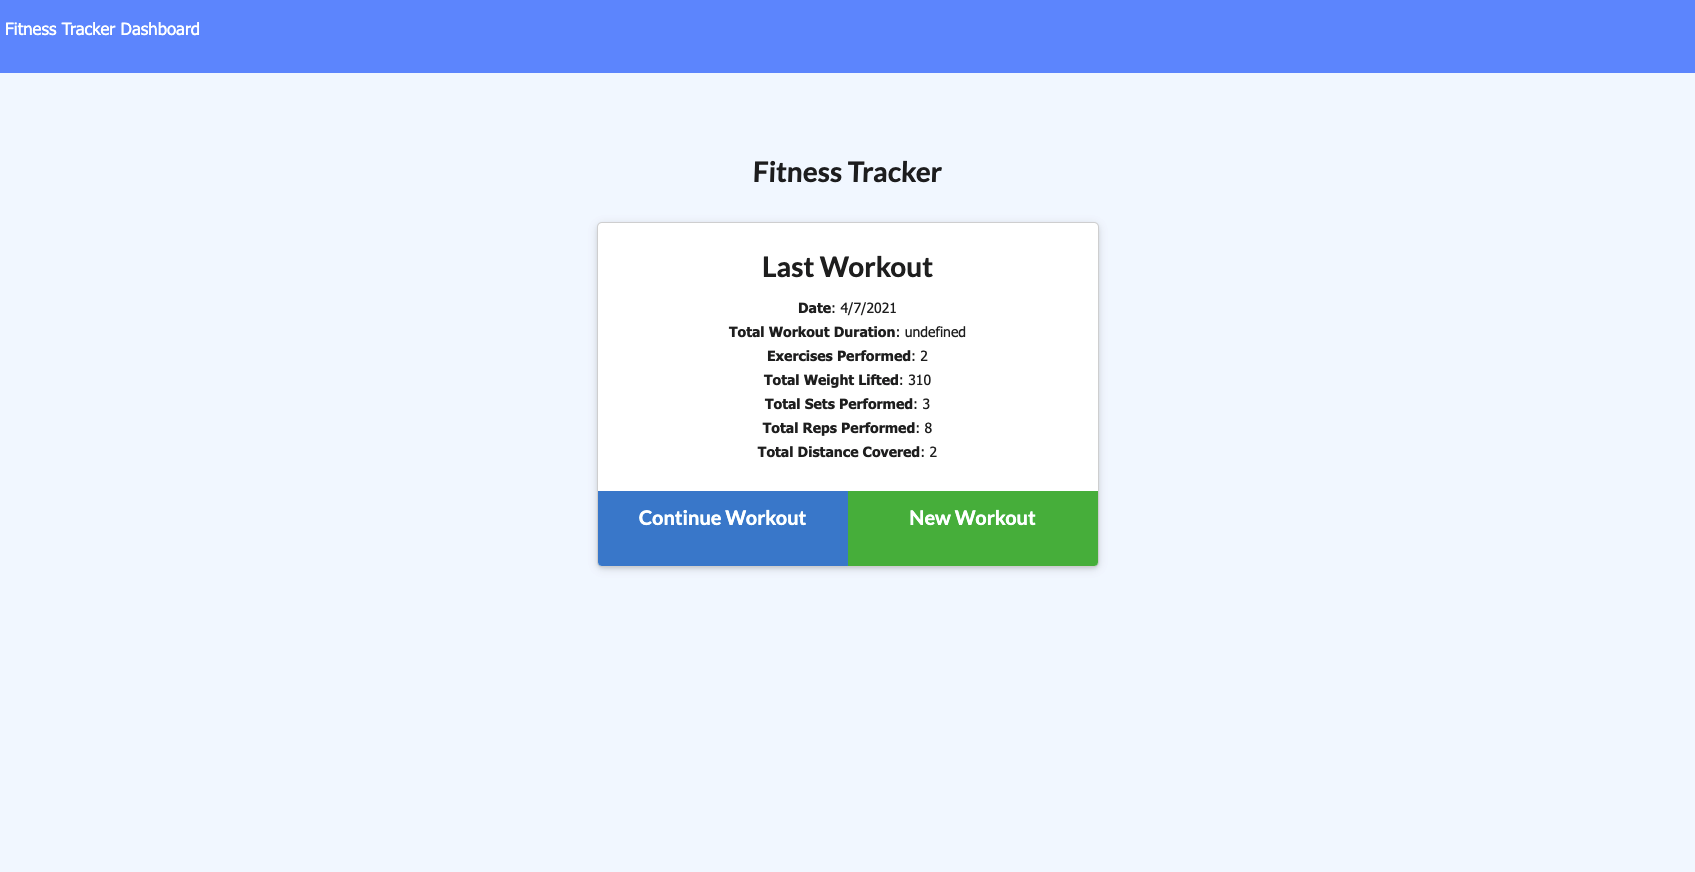 Fitness Tracker Dashboard
Fitness Tracker
Last Workout
Date: 4/7/2021
Total Workout Duration: undefined
Exercises Performed: 2
Total Weight Lifted: 310
Total Sets Performed: 3
Total Reps Performed: 8
Total Distance Covered: 2
Continue Workout
New Workout